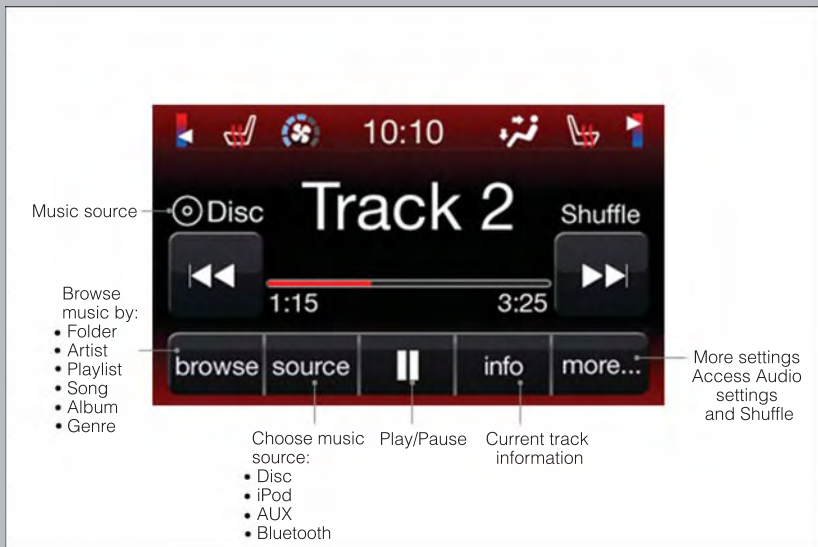 10:10
Music source
Disc
Track 2
Shuffle
1:15
3:25
Browse
music by:
• Folder
• Artist
• Playlist
• Song
• Album
• Genre
browse
source
info
more...
More settings
Access Audio
settings
and Shuffle
Choose music
source:
• Disc
• iPod
• AUX
• Bluetooth
Play/Pause
Current track
information